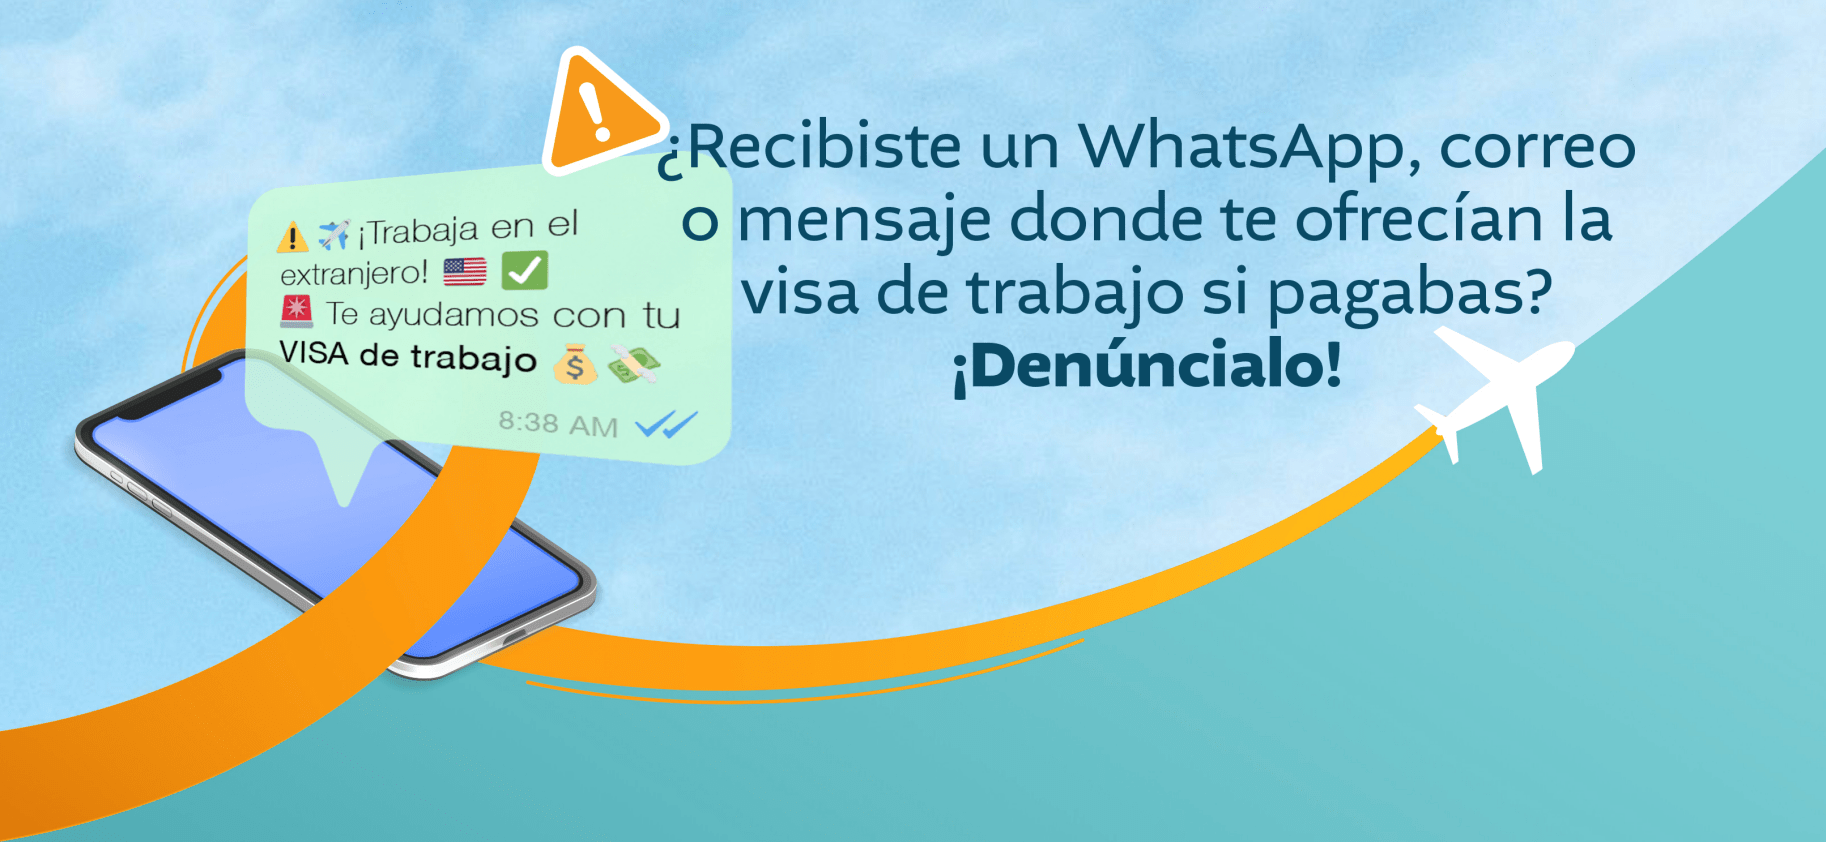 ¿Recibiste un WhatsApp, correo
o mensaje donde te ofrecían la
visa de trabajo si pagabas?
¡Denúncialo!
⚠️ ✈️ ¡Trabaja en el
extranjero! 🇺🇸 ✅
🚨 Te ayudamos con tu
VISA de trabajo 💰 💸
8:38 AM